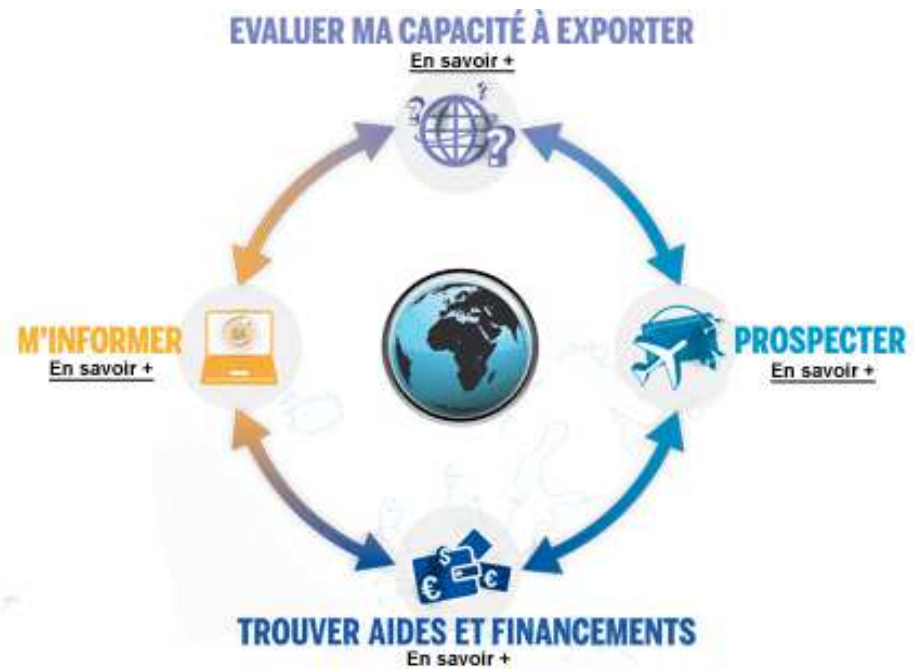 EVALUER MA CAPACITÉ À EXPORTER
En savoir +
M'INFORMER
En savoir +
PROSPECTER
En savoir +
TROUVER AIDES ET FINANCEMENTS
En savoir +